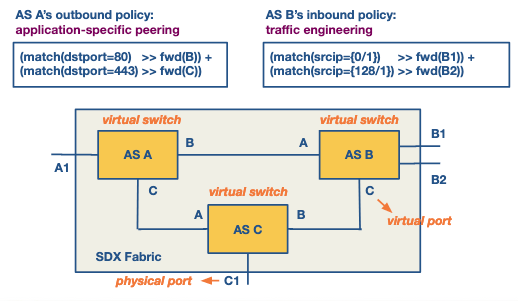 AS A's outbound policy:
application-specific peering
(match(dstport=80) >> fwd(B)) +
(match(dstport=443) >> fwd(C))
AS B's inbound policy:
traffic engineering
(match(srcip={0/1}) >> fwd(B1)) +
(match(srcip={128/1}) >> fwd(B2))
virtual switch
virtual switch
B1
A1
AS A
B
A
AS B
B2
C
virtual switch
C
A
AS C
B
virtual port
SDX Fabric
physical port
C1